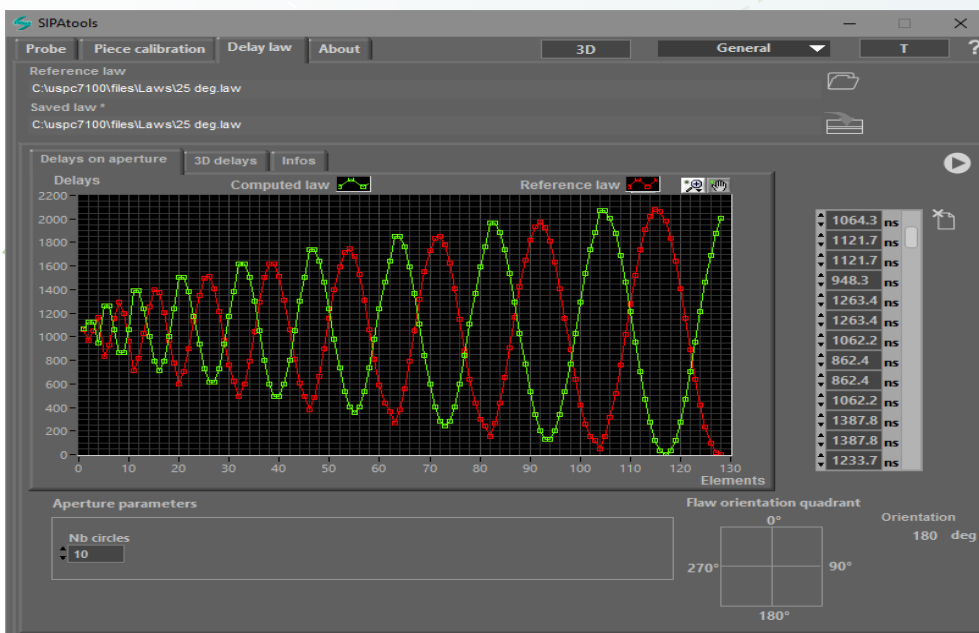 SIPAtools
Probe Piece calibration Delay law About 3D General T ?
Reference law
C:\uspc7100\files\Laws\25 deg.law
Saved law *
C:\uspc7100\files\Laws\25 deg.law
Delays on aperture 3D delays Infos
Delays Computed law Reference law
2200
2000
1800
1600
1400
1200
1000
800
600
400
200
0
0 10 20 30 40 50 60 70 80 90 100 110 120 130
Elements
1064.3 ns
1121.7 ns
1121.7 ns
948.3 ns
1263.4 ns
1263.4 ns
1062.2 ns
862.4 ns
862.4 ns
1062.2 ns
1387.8 ns
1387.8 ns
1233.7 ns
Aperture parameters
Nb circles
10
Flaw orientation quadrant
0°
270° 90°
180°
Orientation
180 deg